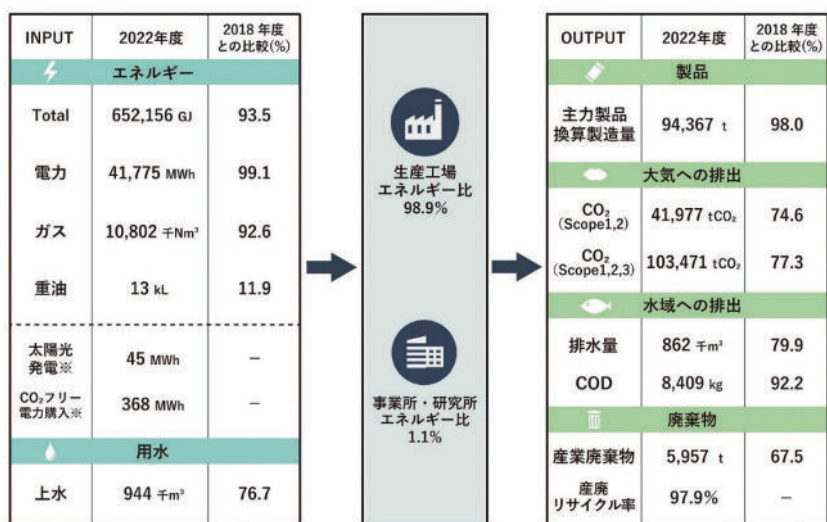 INPUT 2022年度 2018年度との比較(%)
エネルギー
Total 652,156 GJ 93.5
電力 41,775 MWh 99.1
ガス 10,802 千Nm³ 92.6
重油 13 kL 11.9
太陽光発電※ 45 MWh –
CO₂フリー電力購入※ 368 MWh –
用水
上水 944 千m³ 76.7
生産工場
エネルギー比
98.9%
事業所・研究所
エネルギー比
1.1%
OUTPUT 2022年度 2018年度との比較(%)
製品
主力製品換算製造量 94,367 t 98.0
大気への排出
CO₂(Scope1,2) 41,977 tCO₂ 74.6
CO₂(Scope1,2,3) 103,471 tCO₂ 77.3
水域への排出
排水量 862 千m³ 79.9
COD 8,409 kg 92.2
廃棄物
産業廃棄物 5,957 t 67.5
産廃リサイクル率 97.9% –